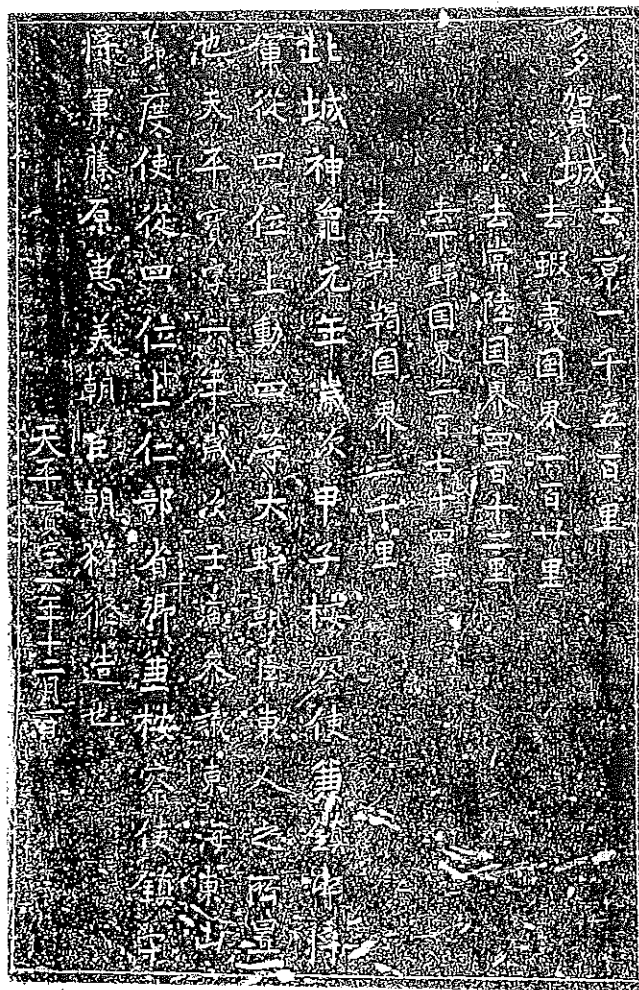 多賀城
去京一千五百里
去蝦夷国界一百廿里
去常陸国界四百十二里
去下野国界二百七十四里
去靺鞨国界三千里
此城神龜元年歳次甲子按察使兼鎮守将
軍從四位上勲四等大野朝臣東人之所置
也天平寶字六年歳次壬寅参議東海東山
節度使從四位上仁部省卿兼按察使鎮守
将軍藤原恵美朝臣朝獦修造也
天平寶字六年十二月一日